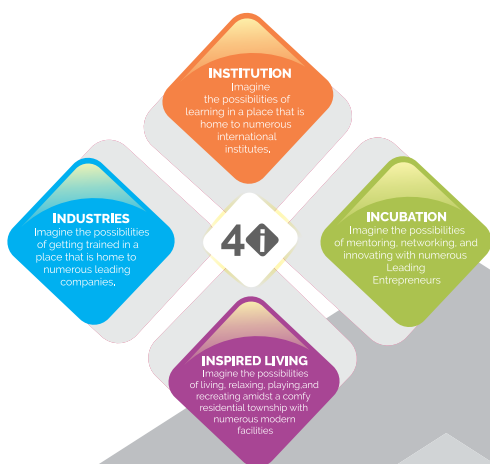 INSTITUTION
Imagine
the possibilities of
learning in a place that is
home to numerous
international
institutes.
INDUSTRIES
Imagine the possibilities
of getting trained in a
place that is home to
numerous leading
companies.
4i
INCUBATION
Imagine the possibilities
of mentoring, networking, and
innovating with numerous
Leading
Entrepreneurs
INSPIRED LIVING
Imagine the possibilities
of living, relaxing, playing,and
recreating amidst a comfy
residential township with
numerous modern
facilities